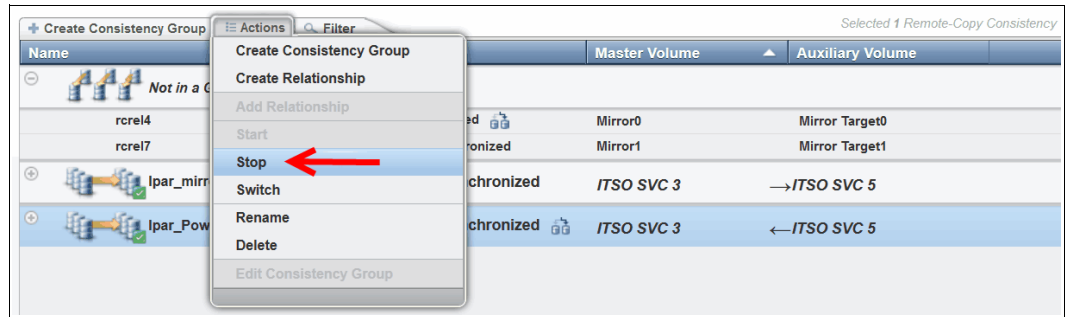 Create Consistency Group Actions Filter Selected 1 Remote-Copy Consistency
Name Master Volume Auxiliary Volume
Create Consistency Group
Create Relationship
Not in a G
Add Relationship
rcrel4 ed Mirror0 Mirror Target0
Start
rcrel7 ronized Mirror1 Mirror Target1
Stop
lpar_mirr chronized ITSO SVC 3 →ITSO SVC 5
Switch
Rename
lpar_Pow chronized ITSO SVC 3 ←ITSO SVC 5
Delete
Edit Consistency Group